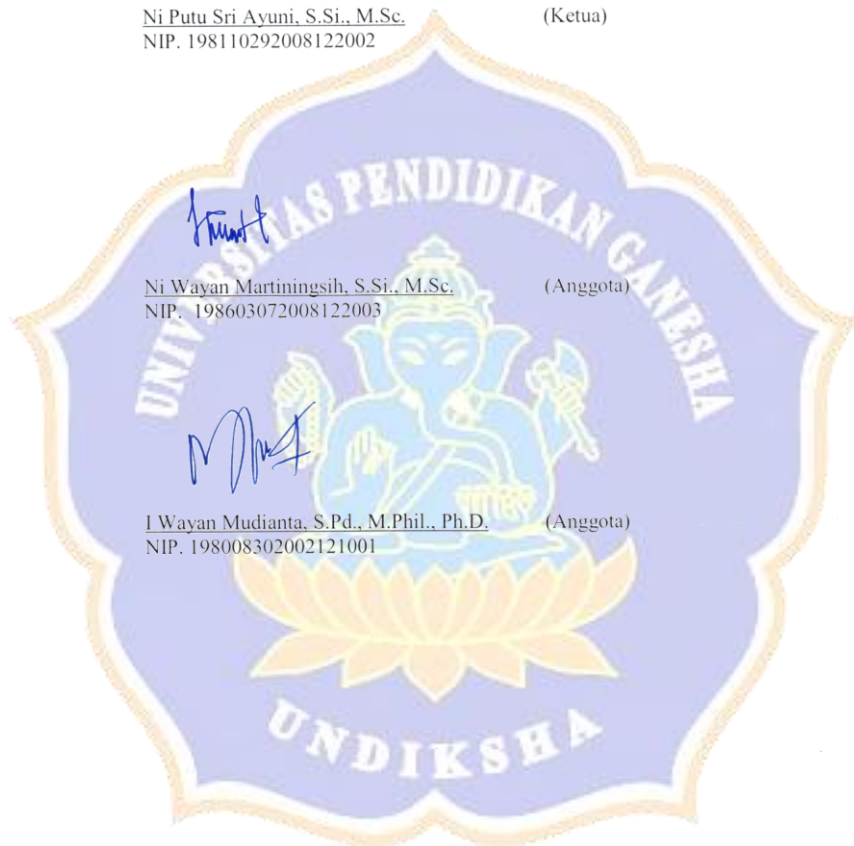 Ni Putu Sri Ayuni, S.Si., M.Sc. (Ketua)
NIP. 198110292008122002
UNIVERSITAS PENDIDIKAN GANESHA
Ni Wayan Martiningsih, S.Si., M.Sc. (Anggota)
NIP. 198603072008122003
I Wayan Mudianta, S.Pd., M.Phil., Ph.D. (Anggota)
NIP. 198008302002121001
UNDIKSHA